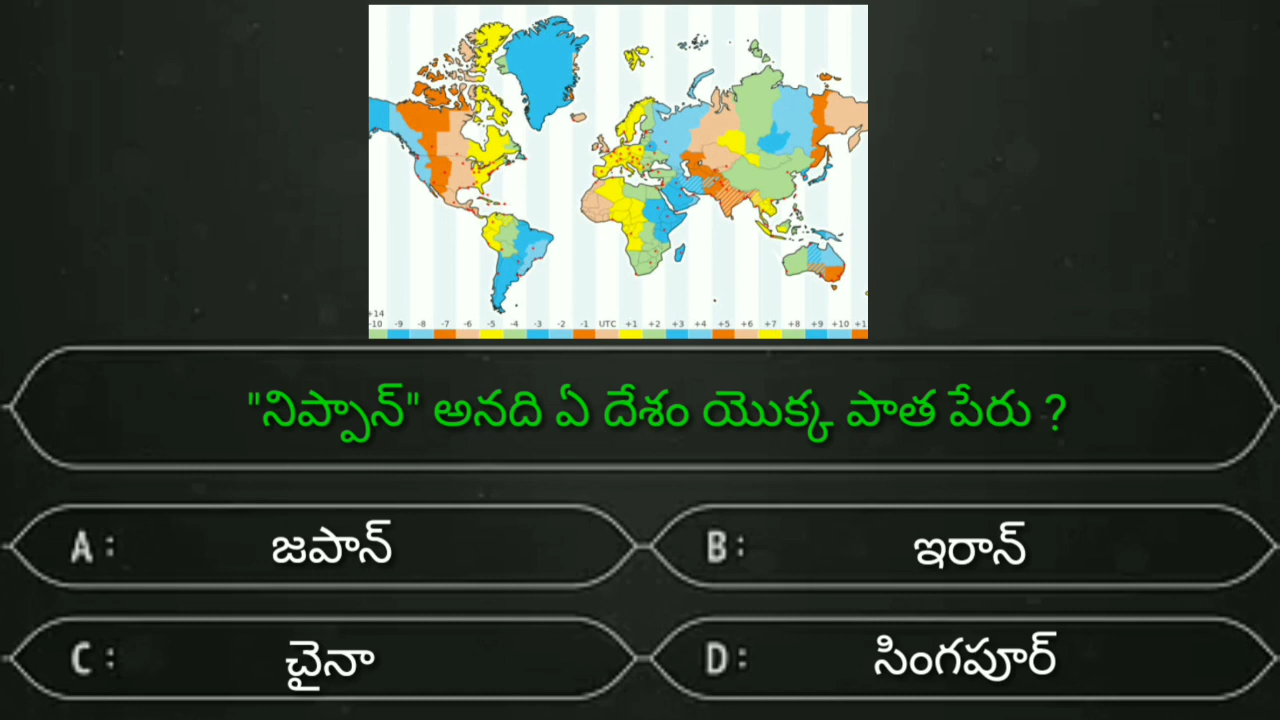 +14
-10 -9 -8 -7 -6 -5 -4 -3 -2 -1 UTC +1 +2 +3 +4 +5 +6 +7 +8 +9 +10 +1
"నిప్పాన్" అనది ఏ దేశం యొక్క పాత పేరు ?
A : జపాన్
B : ఇరాన్
C : చైనా
D : సింగపూర్